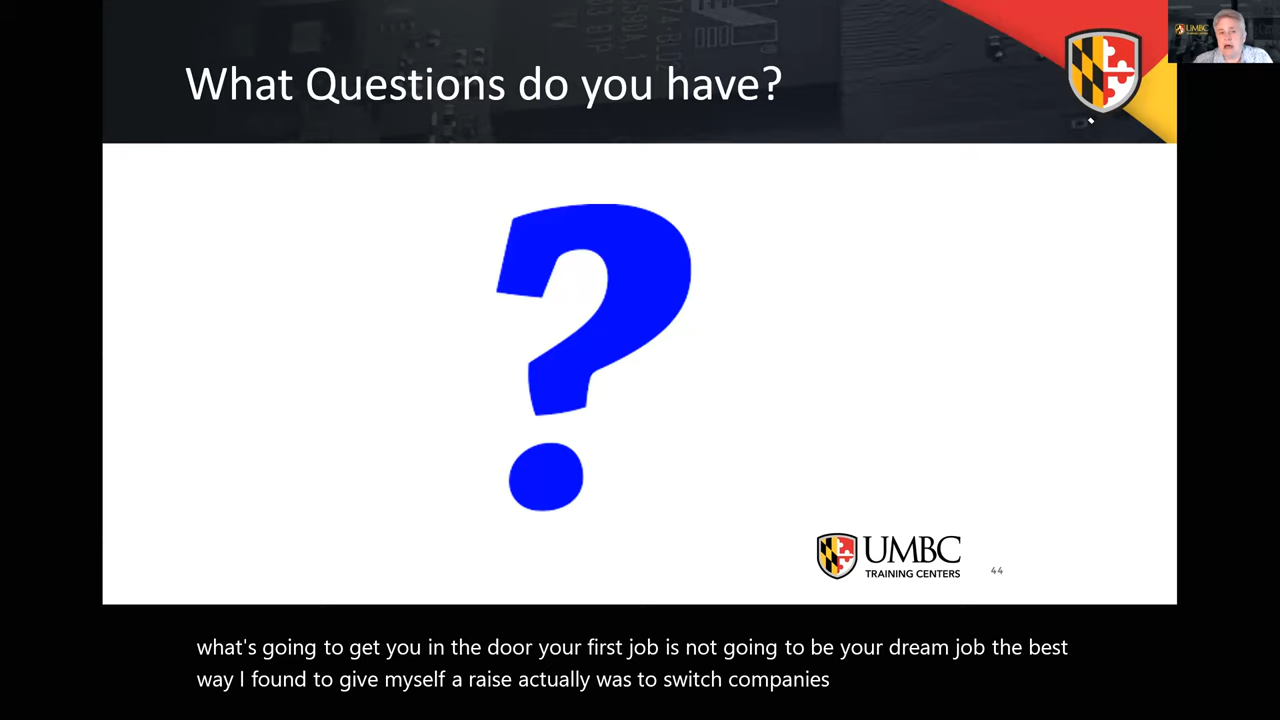 What Questions do you have?
UMBC
?
UMBC
TRAINING CENTERS
44
what's going to get you in the door your first job is not going to be your dream job the best
way I found to give myself a raise actually was to switch companies